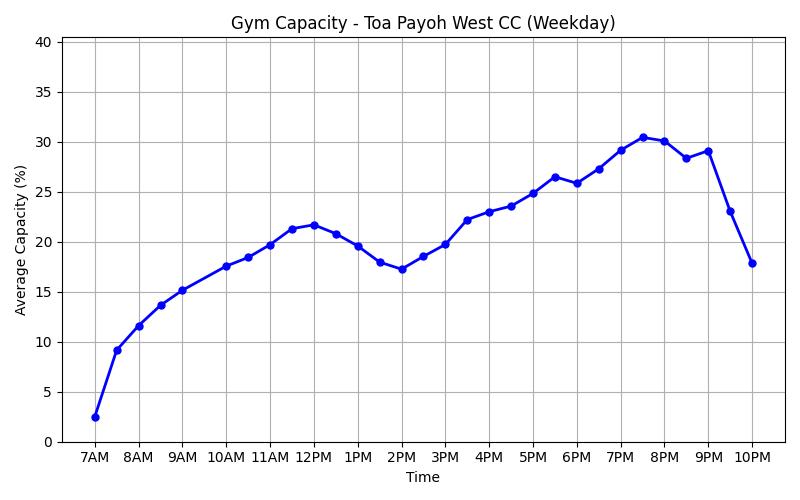 Gym Capacity - Toa Payoh West CC (Weekday)
Average Capacity (%)
40
35
30
25
20
15
10
5
0
7AM 8AM 9AM 10AM 11AM 12PM 1PM 2PM 3PM 4PM 5PM 6PM 7PM 8PM 9PM 10PM
Time